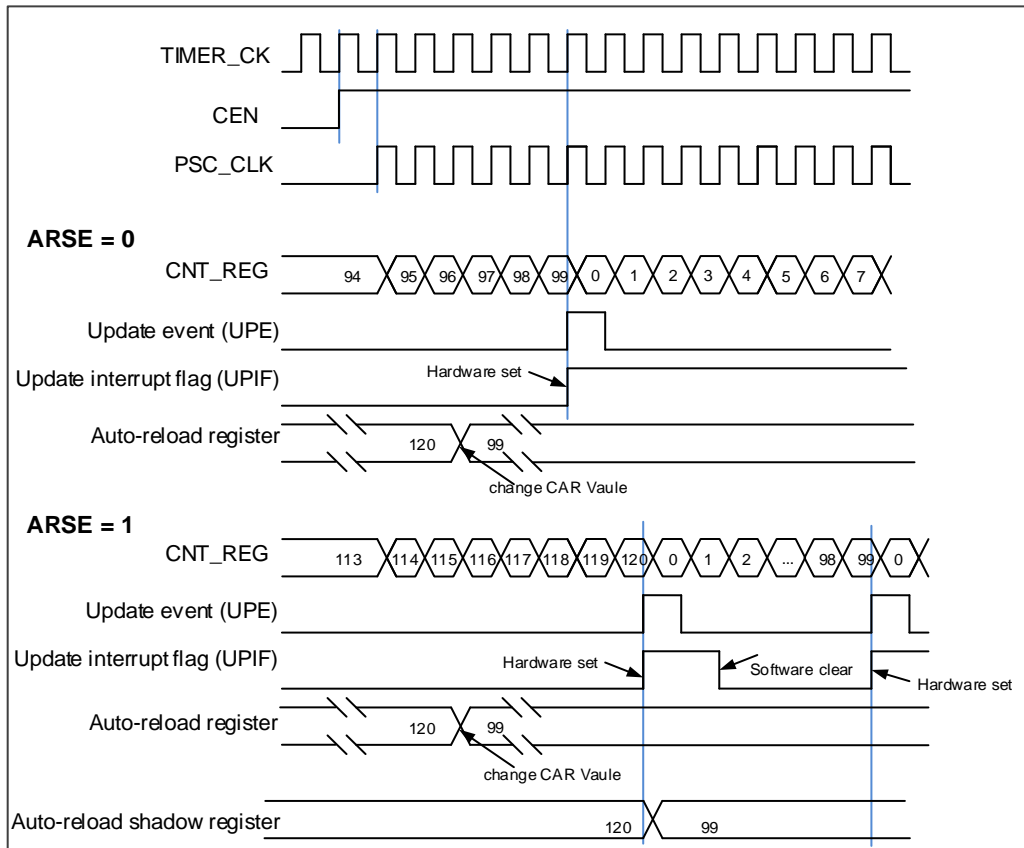 TIMER_CK
CEN
PSC_CLK
ARSE = 0
CNT_REG 94 95 96 97 98 99 0 1 2 3 4 5 6 7
Update event (UPE)
Update interrupt flag (UPIF) Hardware set
Auto-reload register 120 99
change CAR Vaule
ARSE = 1
CNT_REG 113 114 115 116 117 118 119 120 0 1 2 ... 98 99 0
Update event (UPE)
Update interrupt flag (UPIF) Hardware set Software clear Hardware set
Auto-reload register 120 99
change CAR Vaule
Auto-reload shadow register 120 99